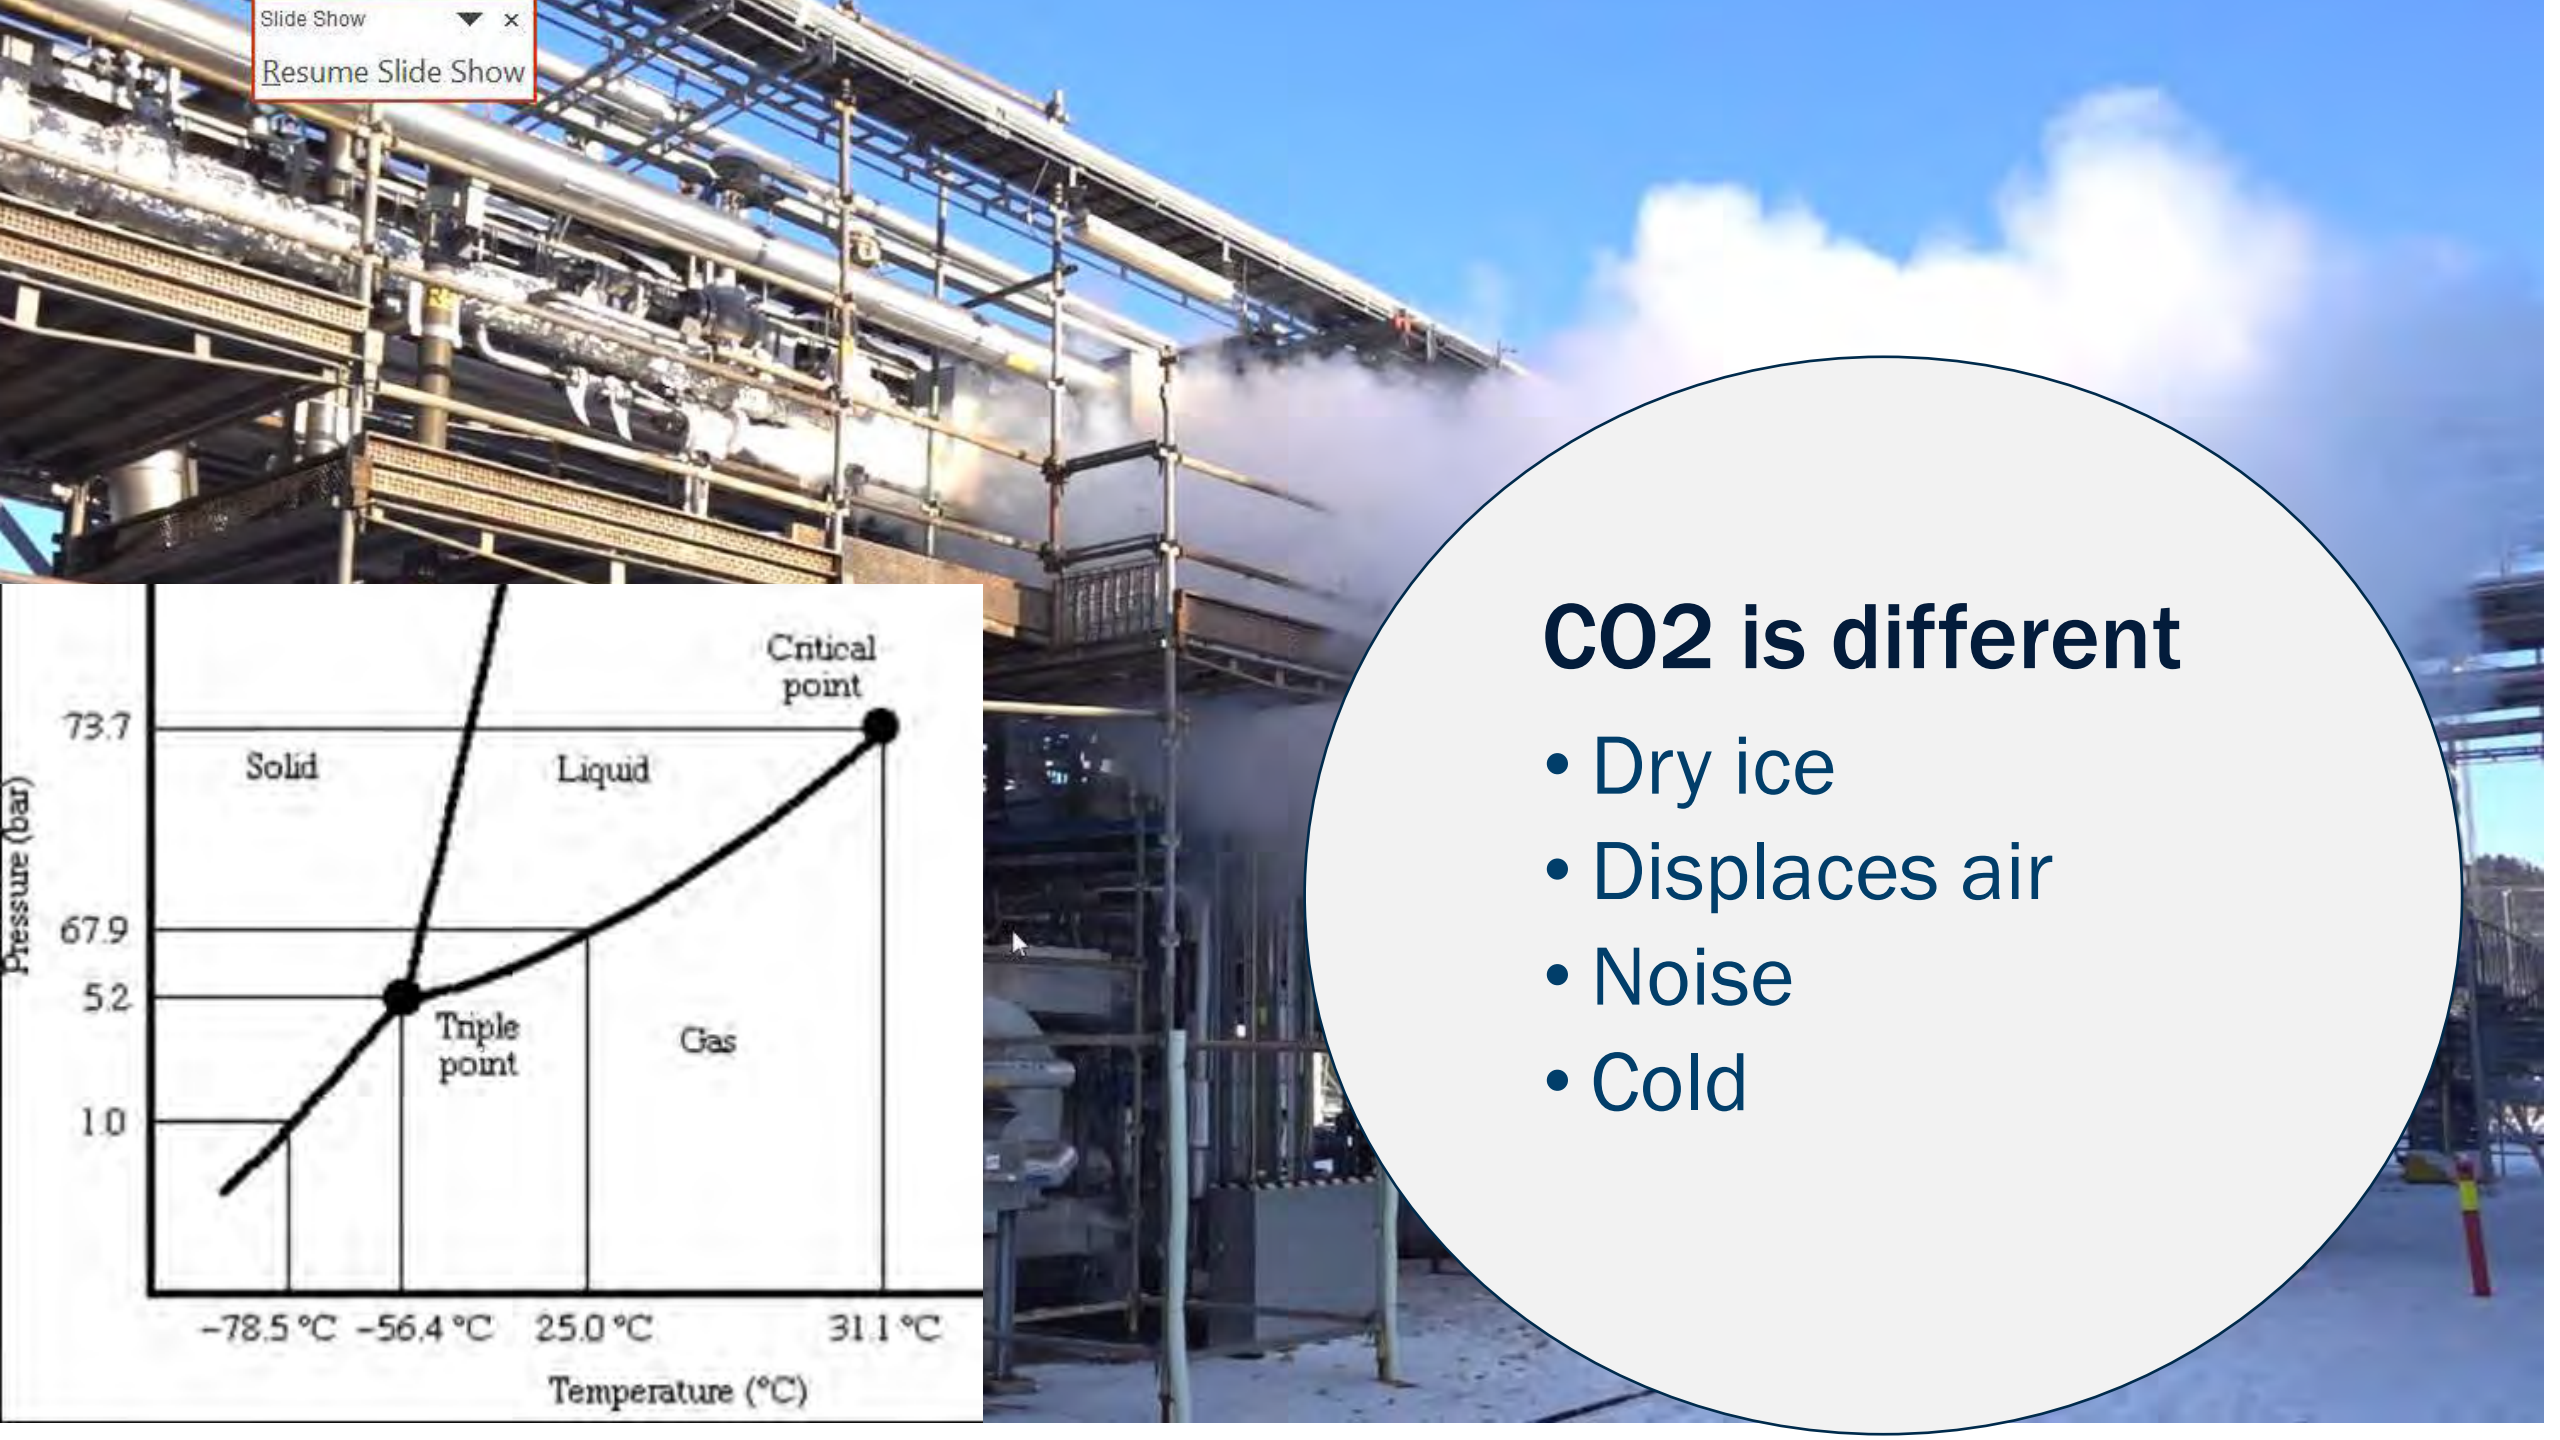 Slide Show
Resume Slide Show
Critical
point
73.7
Solid
Liquid
Pressure (bar)
67.9
5.2
Triple
point
Gas
1.0
–78.5 °C –56.4 °C 25.0 °C 31.1 °C
Temperature (°C)
CO2 is different
• Dry ice
• Displaces air
• Noise
• Cold